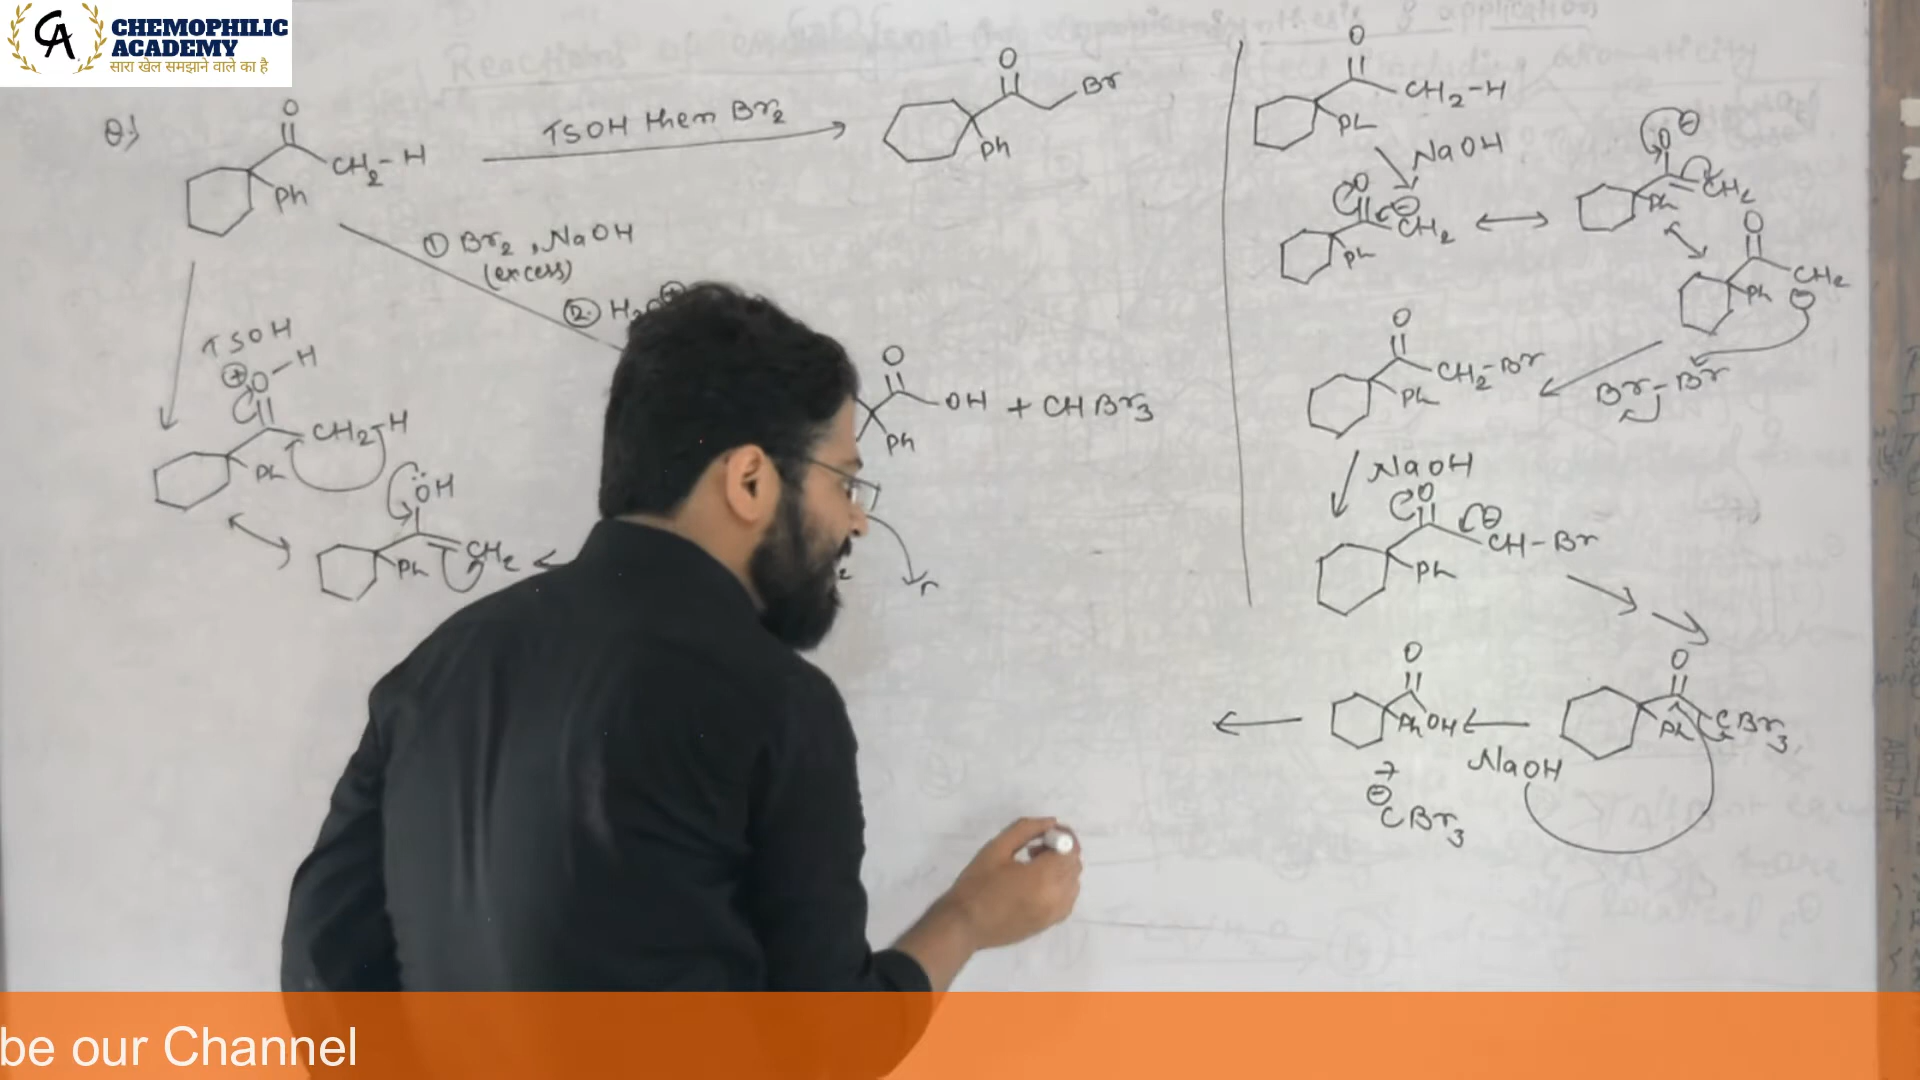 CHEMOPHILIC
ACADEMY
सारा खेल समझाने वाले का है
Q.)
O
CH2-H
Ph
TSOH then Br2
O
Br
Ph
① Br2, NaOH
(excess)
②
TSOH
⊕
O-H
CH2-H
Ph
OH
Ph
CH2
O
OH + CHBr3
Ph
O
CH2-H
Ph
NaOH
O
⊖
CH2
Ph
O⊖
CH2
Ph
O
CH2
⊖
Ph
Br-Br
O
CH2-Br
Ph
NaOH
O
⊖
CH-Br
Ph
O
CBr3
Ph
NaOH
O
Ph
OH
+
⊖
CBr3
be our Channel